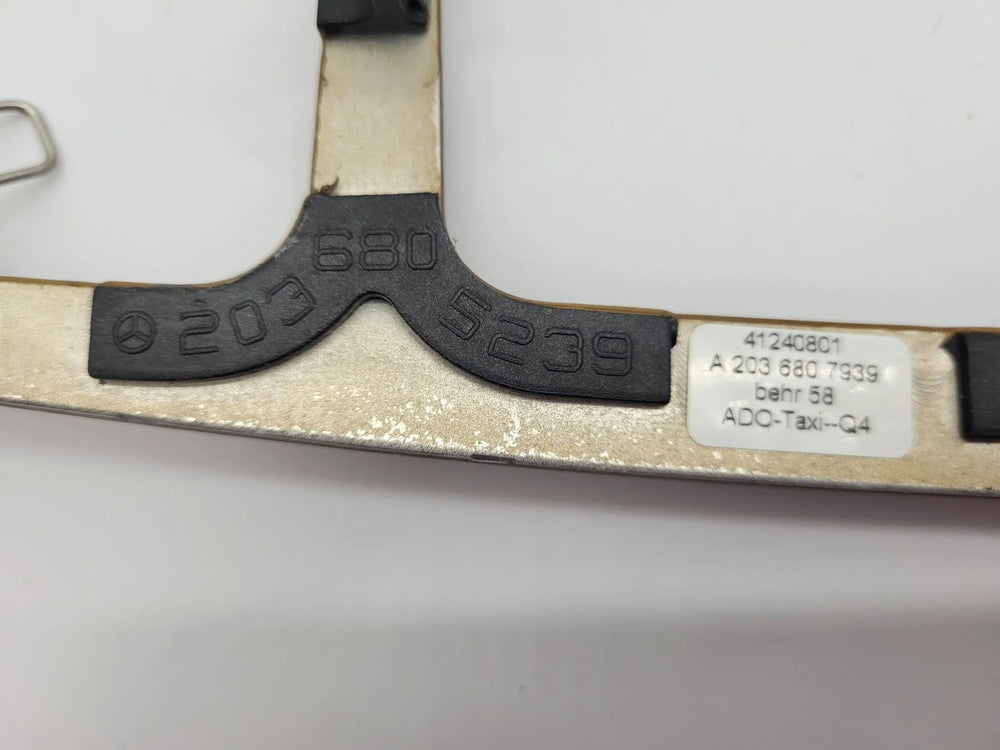 203 680 5239
41240801
A 203 680 7939
behr 58
ADO-Taxi--Q4